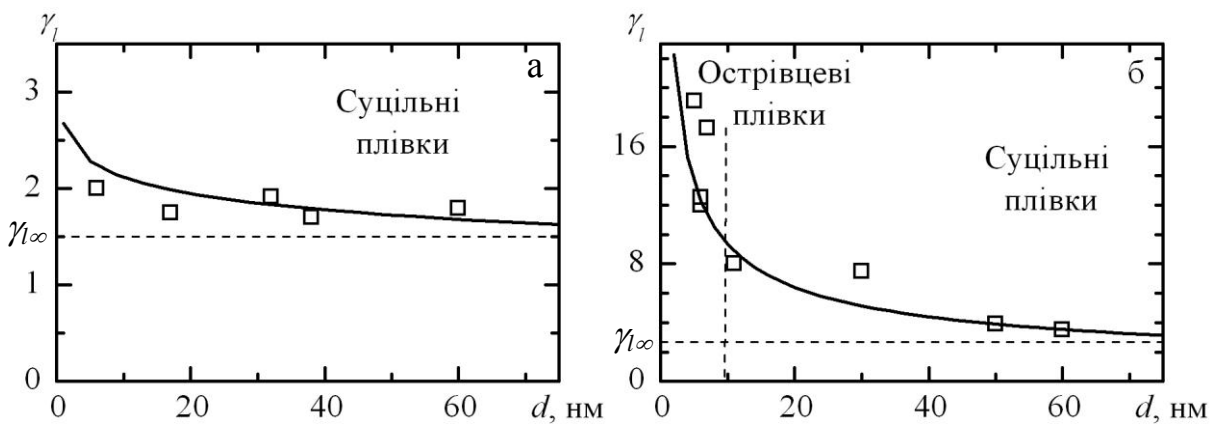 γl
а
3
Суцільні
плівки
2
γl∞
1
0
0
20
40
60
d, нм
γl
б
Острівцеві
плівки
16
Суцільні
плівки
8
γl∞
0
0
20
40
60
d, нм